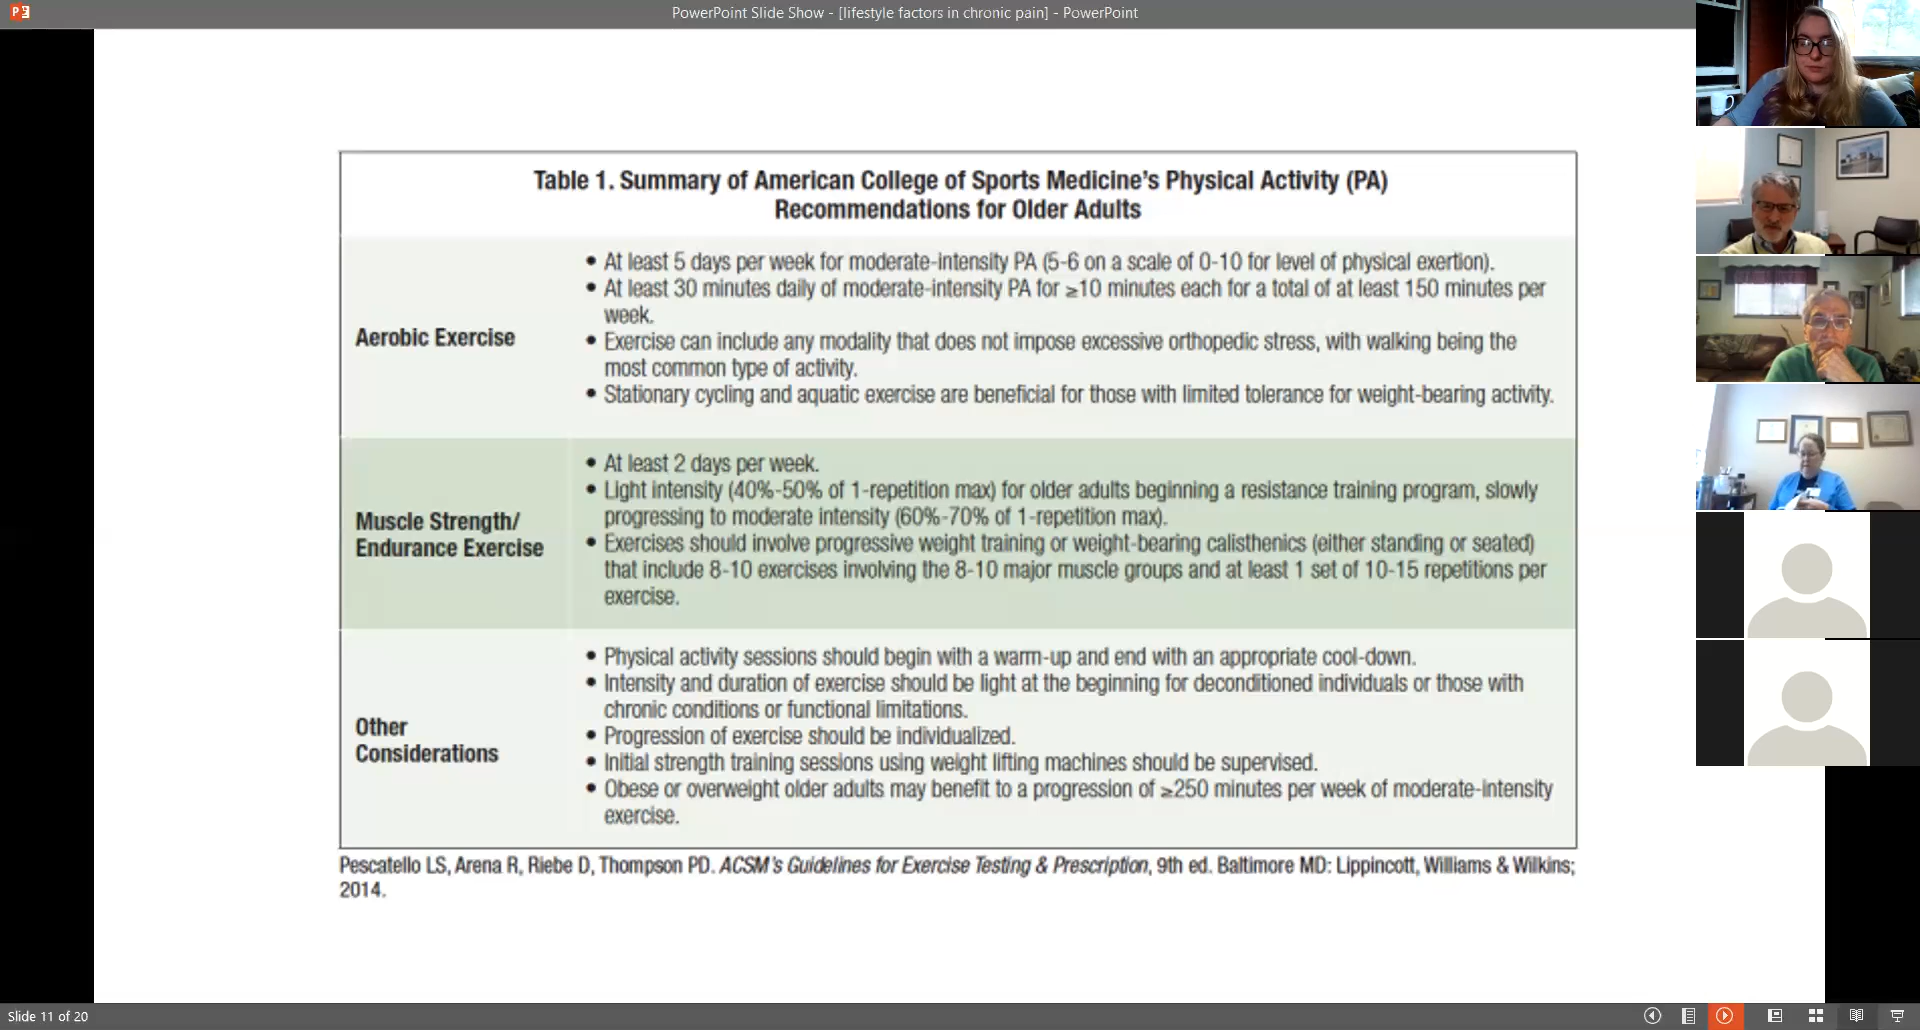 PowerPoint Slide Show - [lifestyle factors in chronic pain] - PowerPoint
Table 1. Summary of American College of Sports Medicine's Physical Activity (PA)
Recommendations for Older Adults
Aerobic Exercise
• At least 5 days per week for moderate-intensity PA (5-6 on a scale of 0-10 for level of physical exertion).
• At least 30 minutes daily of moderate-intensity PA for ≥10 minutes each for a total of at least 150 minutes per
week.
• Exercise can include any modality that does not impose excessive orthopedic stress, with walking being the
most common type of activity.
• Stationary cycling and aquatic exercise are beneficial for those with limited tolerance for weight-bearing activity.
Muscle Strength/
Endurance Exercise
• At least 2 days per week.
• Light intensity (40%-50% of 1-repetition max) for older adults beginning a resistance training program, slowly
progressing to moderate intensity (60%-70% of 1-repetition max).
• Exercises should involve progressive weight training or weight-bearing calisthenics (either standing or seated)
that include 8-10 exercises involving the 8-10 major muscle groups and at least 1 set of 10-15 repetitions per
exercise.
Other
Considerations
• Physical activity sessions should begin with a warm-up and end with an appropriate cool-down.
• Intensity and duration of exercise should be light at the beginning for deconditioned individuals or those with
chronic conditions or functional limitations.
• Progression of exercise should be individualized.
• Initial strength training sessions using weight lifting machines should be supervised.
• Obese or overweight older adults may benefit to a progression of ≥250 minutes per week of moderate-intensity
exercise.
Pescatello LS, Arena R, Riebe D, Thompson PD. ACSM's Guidelines for Exercise Testing & Prescription, 9th ed. Baltimore MD: Lippincott, Williams & Wilkins;
2014.
Slide 11 of 20